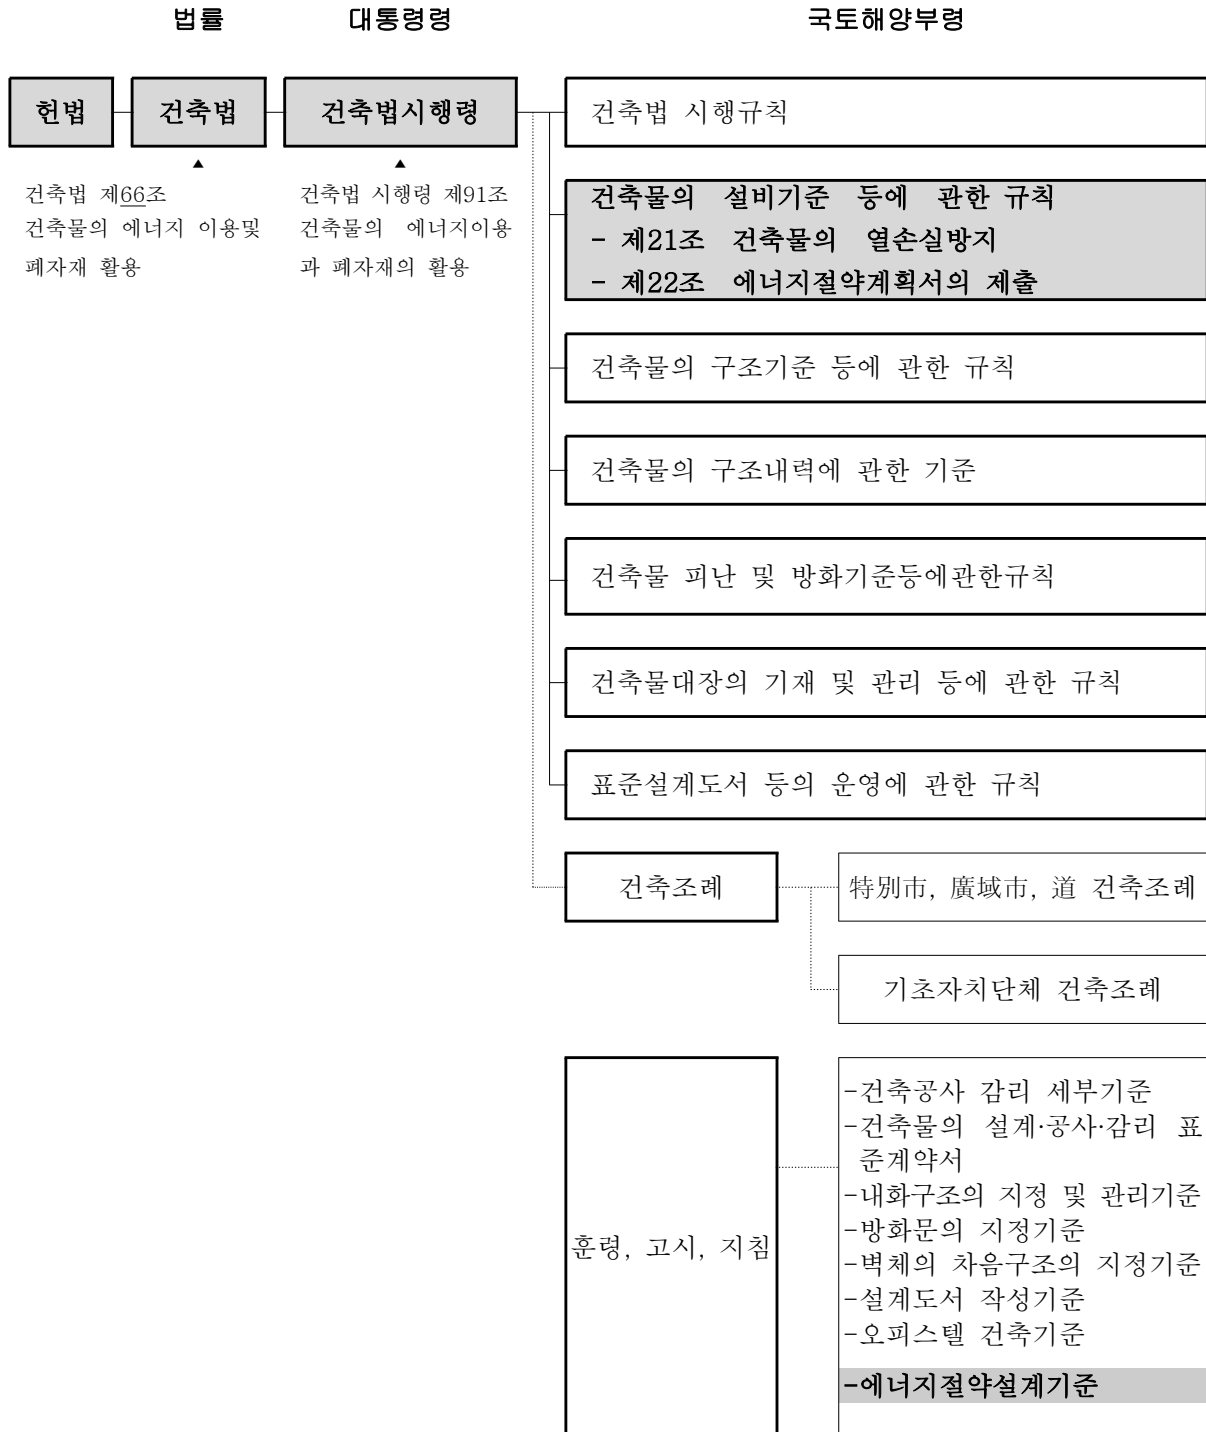 법률
대통령령
국토해양부령
헌법
건축법
건축법시행령
건축법 시행규칙
건축법 제66조
건축물의 에너지 이용및
폐자재 활용
건축법 시행령 제91조
건축물의 에너지이용
과 폐자재의 활용
건축물의 설비기준 등에 관한 규칙
- 제21조 건축물의 열손실방지
- 제22조 에너지절약계획서의 제출
건축물의 구조기준 등에 관한 규칙
건축물의 구조내력에 관한 기준
건축물 피난 및 방화기준등에관한규칙
건축물대장의 기재 및 관리 등에 관한 규칙
표준설계도서 등의 운영에 관한 규칙
건축조례
特別市, 廣域市, 道 건축조례
기초자치단체 건축조례
훈령, 고시, 지침
-건축공사 감리 세부기준
-건축물의 설계·공사·감리 표
준계약서
-내화구조의 지정 및 관리기준
-방화문의 지정기준
-벽체의 차음구조의 지정기준
-설계도서 작성기준
-오피스텔 건축기준
-에너지절약설계기준